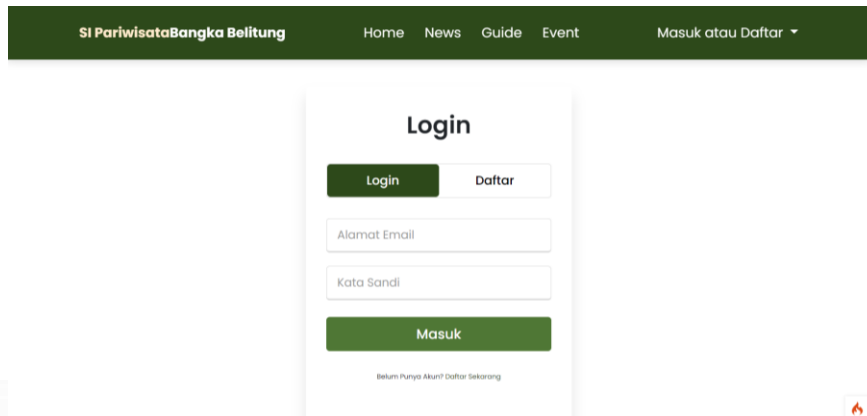 SI PariwisataBangka Belitung Home News Guide Event Masuk atau Daftar
Login
Login Daftar
Alamat Email
Kata Sandi
Masuk
Belum Punya Akun? Daftar Sekarang